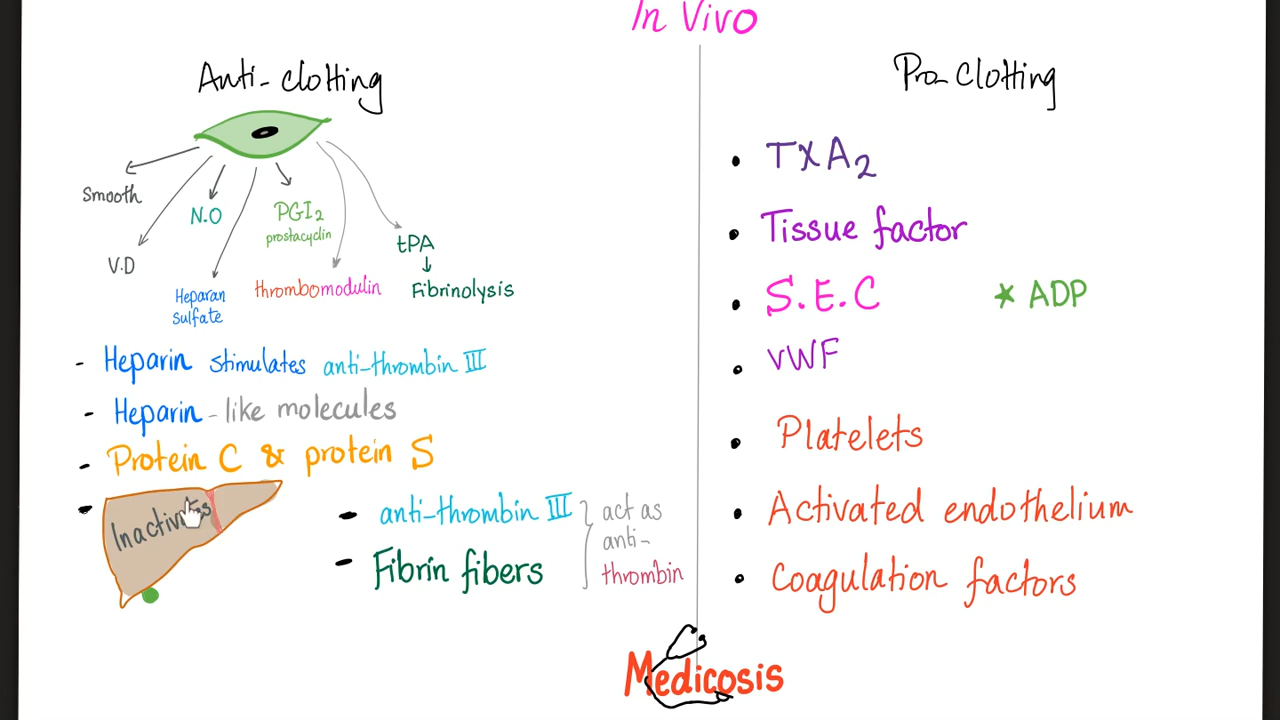 In Vivo
Anti-clotting
Smooth
V.D
N.O
Heparan
sulfate
PGI2
prostacyclin
thrombomodulin
tPA
Fibrinolysis
- Heparin stimulates anti-thrombin III
- Heparin-like molecules
- Protein C & protein S
- Inactivates
- anti-thrombin III
- Fibrin fibers
act as
anti-
thrombin
Pro-Clotting
• TXA2
• Tissue factor
• S.E.C
* ADP
• vWF
• Platelets
• Activated endothelium
• Coagulation factors
Medicosis